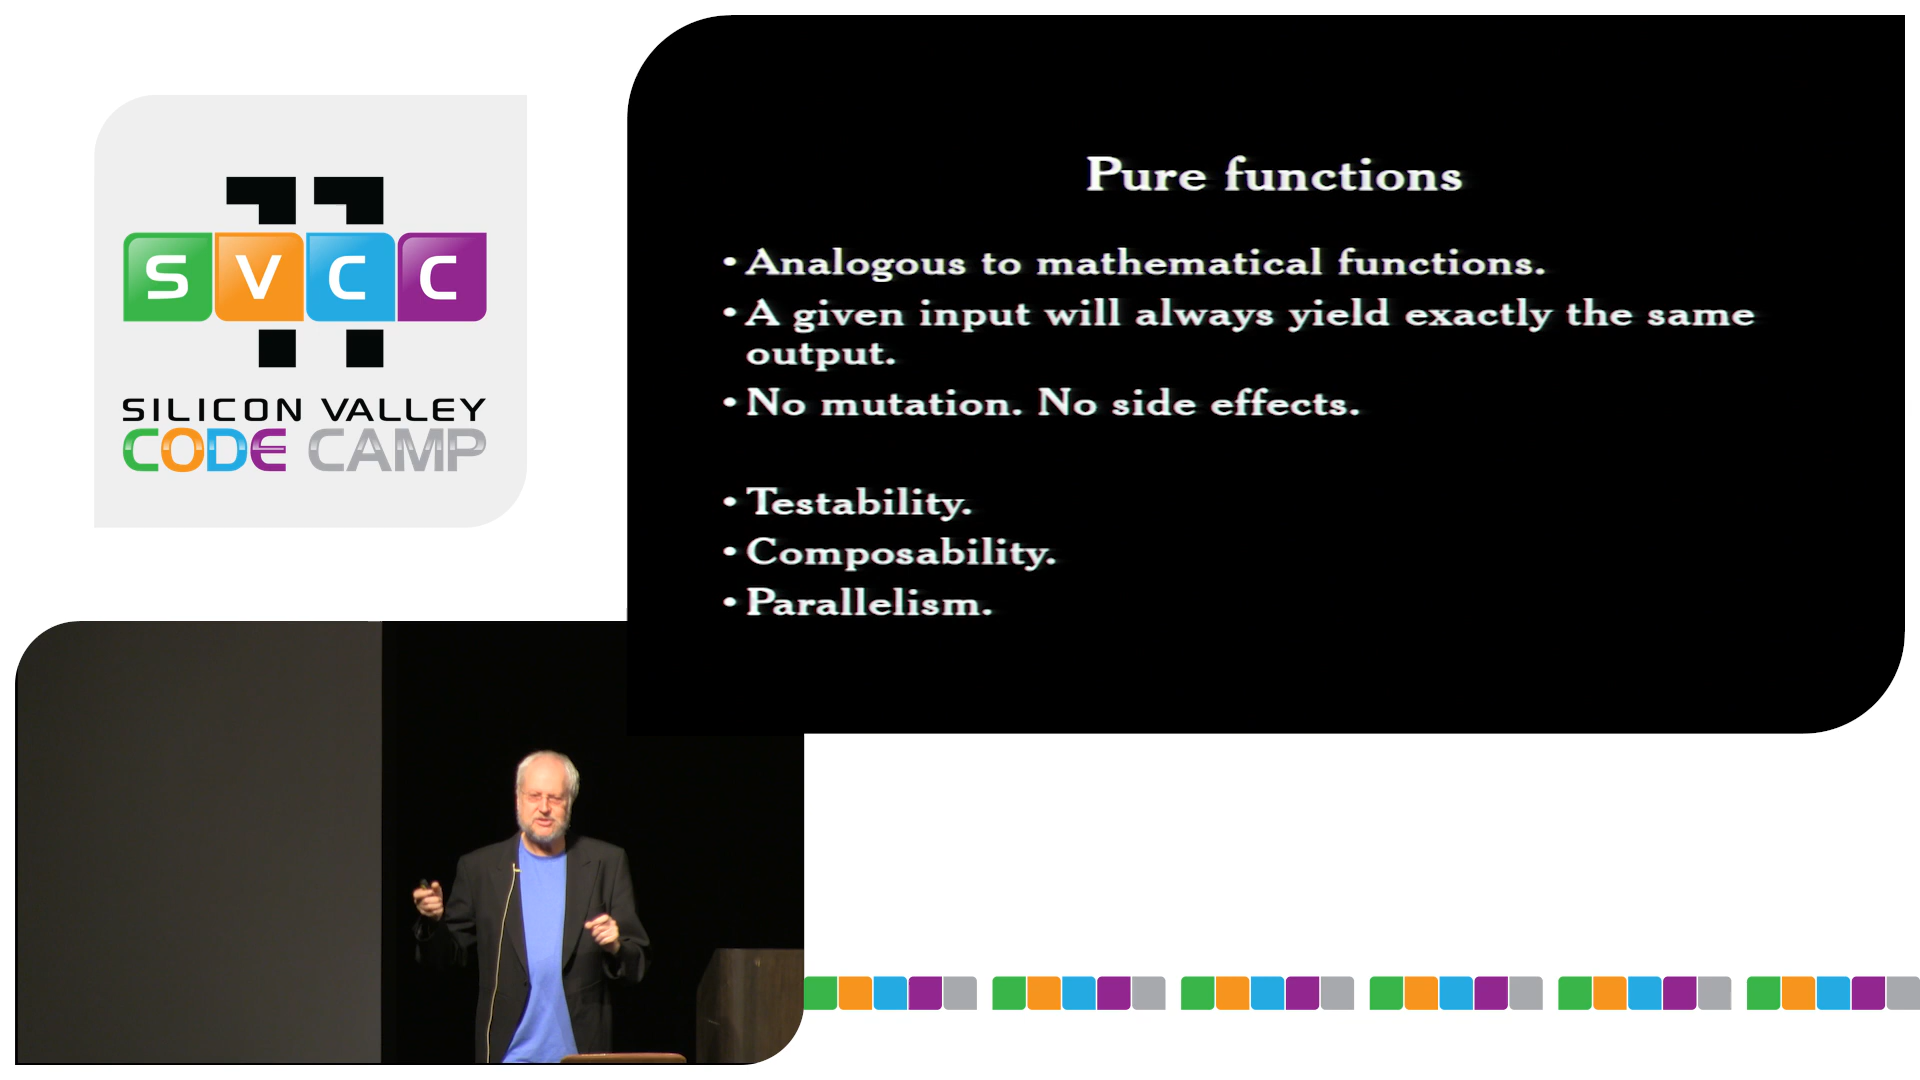 11
SVCC
SILICON VALLEY
CODE CAMP
Pure functions
• Analogous to mathematical functions.
• A given input will always yield exactly the same
output.
• No mutation. No side effects.
• Testability.
• Composability.
• Parallelism.